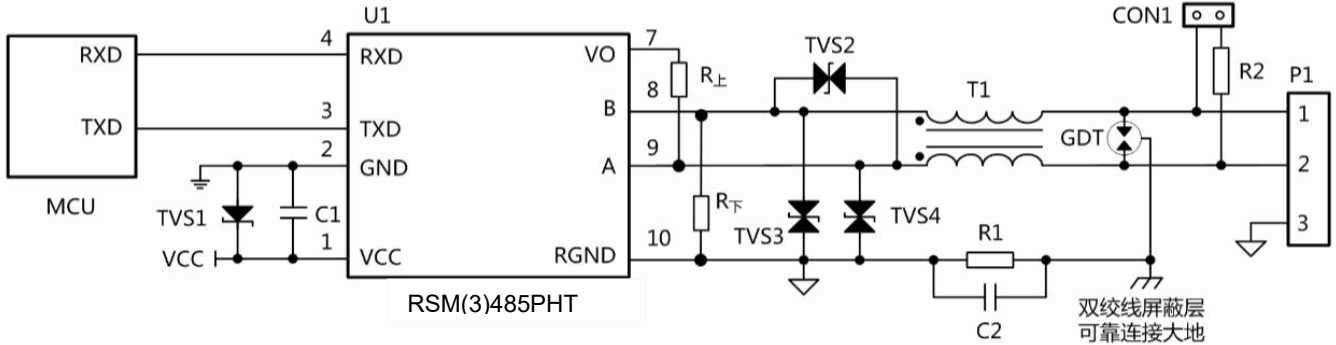 U1
CON1
MCU
RXD
TXD
4
3
2
1
RXD
TXD
GND
VCC
VO
B
A
RGND
7
8
9
10
R上
R下
TVS1
C1
VCC
RSM(3)485PHT
TVS2
TVS3
TVS4
T1
GDT
R2
P1
1
2
3
R1
C2
双绞线屏蔽层
可靠连接大地